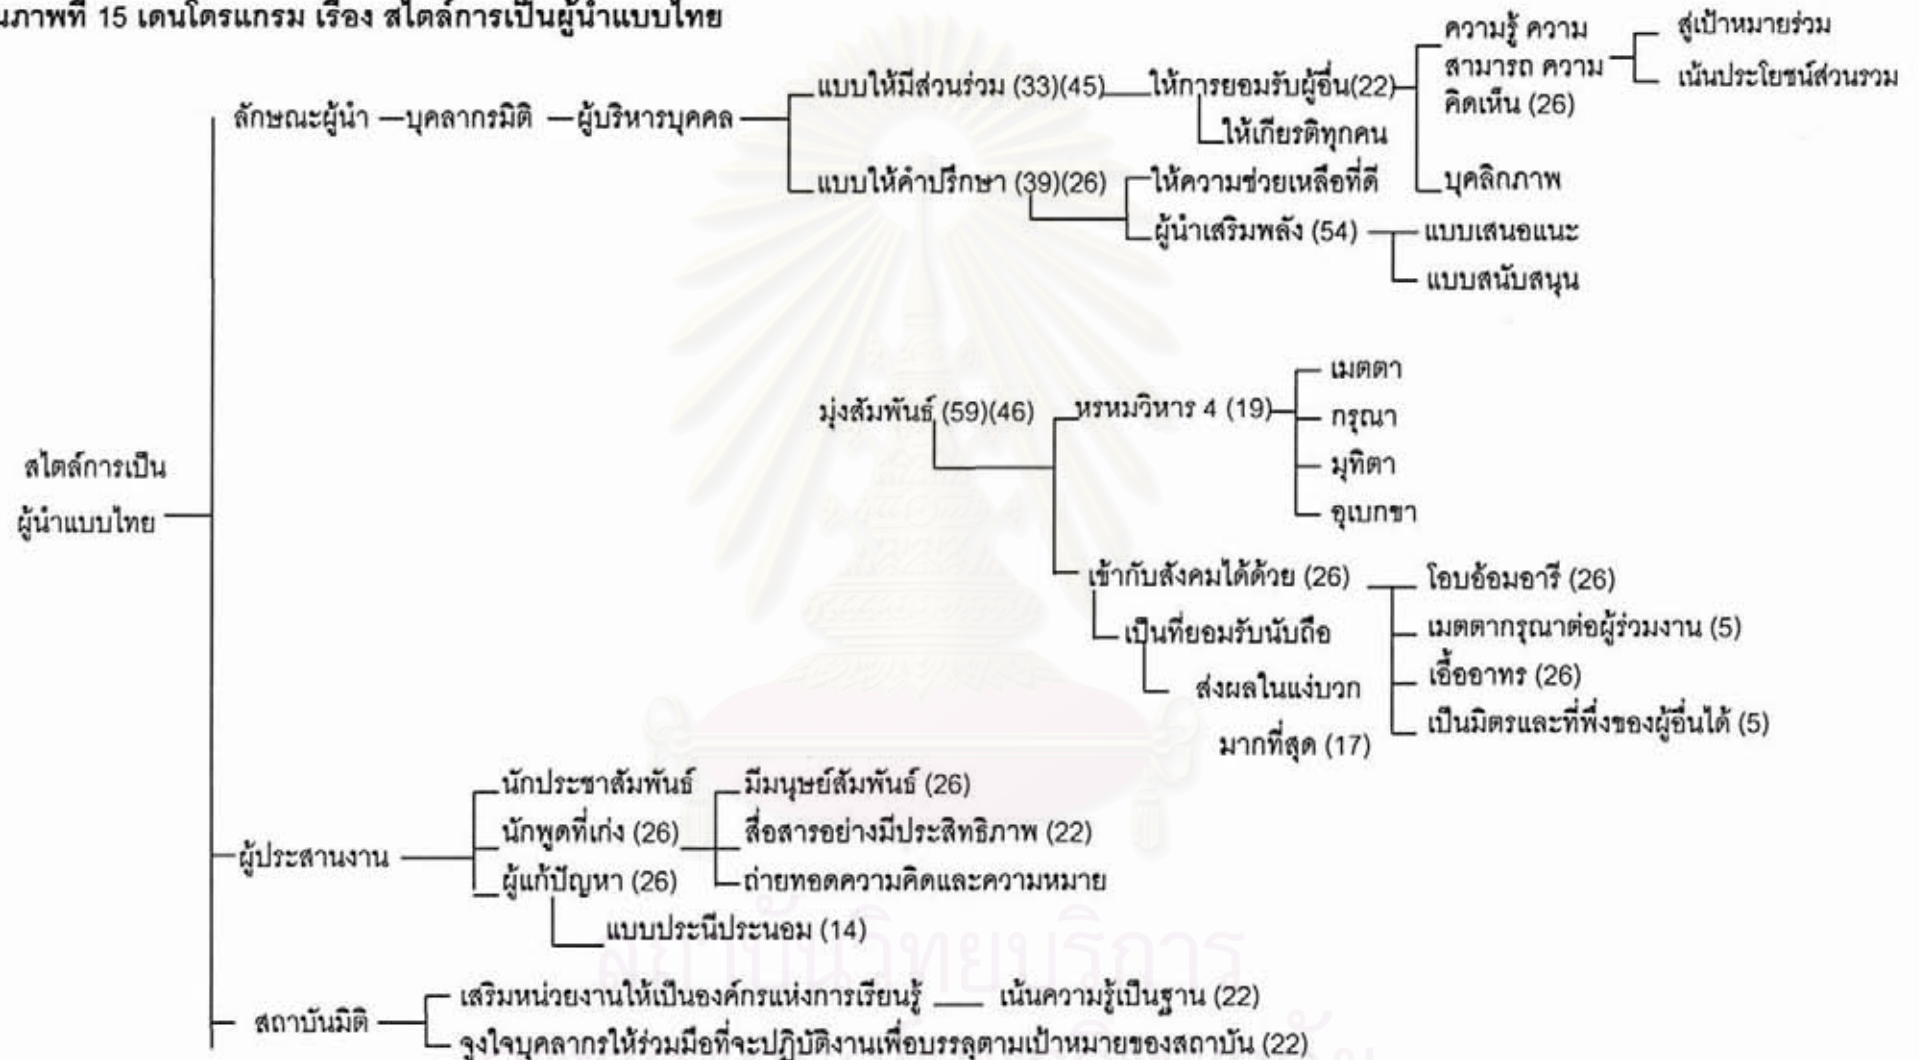 นภาพที่ 15 เดนโดรแกรม เรื่อง สไตล์การเป็นผู้นำแบบไทย
สไตล์การเป็น
ผู้นำแบบไทย
ลักษณะผู้นำ
บุคลากรมิติ
ผู้บริหารบุคคล
แบบให้มีส่วนร่วม (33)(45)
ให้การยอมรับผู้อื่น(22)
ความรู้ ความ
สามารถ ความ
คิดเห็น (26)
สู่เป้าหมายร่วม
เน้นประโยชน์ส่วนรวม
บุคลิกภาพ
ให้เกียรติทุกคน
แบบให้คำปรึกษา (39)(26)
ให้ความช่วยเหลือที่ดี
ผู้นำเสริมพลัง (54)
แบบเสนอแนะ
แบบสนับสนุน
มุ่งสัมพันธ์ (59)(46)
หรหมวิหาร 4 (19)
เมตตา
กรุณา
มุทิตา
อุเบกขา
เข้ากับสังคมได้ด้วย (26)
โอบอ้อมอารี (26)
เมตตากรุณาต่อผู้ร่วมงาน (5)
เอื้ออาทร (26)
เป็นมิตรและที่พึ่งของผู้อื่นได้ (5)
เป็นที่ยอมรับนับถือ
ส่งผลในแง่บวก
มากที่สุด (17)
ผู้ประสานงาน
นักประชาสัมพันธ์
นักพูดที่เก่ง (26)
มีมนุษย์สัมพันธ์ (26)
สื่อสารอย่างมีประสิทธิภาพ (22)
ถ่ายทอดความคิดและความหมาย
ผู้แก้ปัญหา (26)
แบบประนีประนอม (14)
สถาบันมิติ
เสริมหน่วยงานให้เป็นองค์กรแห่งการเรียนรู้
เน้นความรู้เป็นฐาน (22)
จูงใจบุคลากรให้ร่วมมือที่จะปฏิบัติงานเพื่อบรรลุตามเป้าหมายของสถาบัน (22)
สถาบันวิทยบริการ